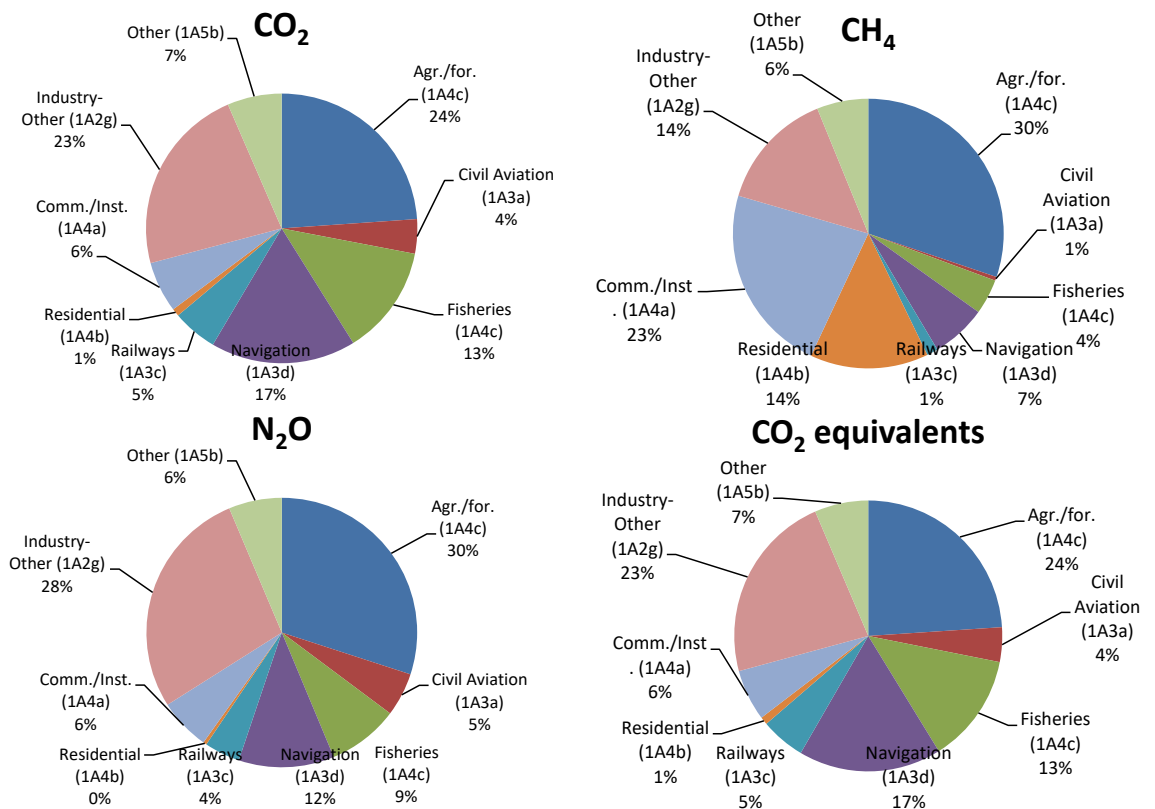 CO2
Other (1A5b)
7%
Agr./for.
(1A4c)
24%
Civil Aviation
(1A3a)
4%
Fisheries
(1A4c)
13%
Navigation
(1A3d)
17%
Railways
(1A3c)
5%
Residential
(1A4b)
1%
Comm./Inst.
(1A4a)
6%
Industry-
Other (1A2g)
23%
CH4
Other
(1A5b)
6%
Agr./for.
(1A4c)
30%
Civil
Aviation
(1A3a)
1%
Fisheries
(1A4c)
4%
Navigation
(1A3d)
7%
Railways
(1A3c)
1%
Residential
(1A4b)
14%
Comm./Inst
. (1A4a)
23%
Industry-
Other
(1A2g)
14%
N2O
Other (1A5b)
6%
Agr./for.
(1A4c)
30%
Civil Aviation
(1A3a)
5%
Fisheries
(1A4c)
9%
Navigation
(1A3d)
12%
Railways
(1A3c)
4%
Residential
(1A4b)
0%
Comm./Inst.
(1A4a)
6%
Industry-
Other (1A2g)
28%
CO2 equivalents
Other
(1A5b)
7%
Agr./for.
(1A4c)
24%
Civil
Aviation
(1A3a)
4%
Fisheries
(1A4c)
13%
Navigation
(1A3d)
17%
Railways
(1A3c)
5%
Residential
(1A4b)
1%
Comm./Inst
. (1A4a)
6%
Industry-
Other
(1A2g)
23%